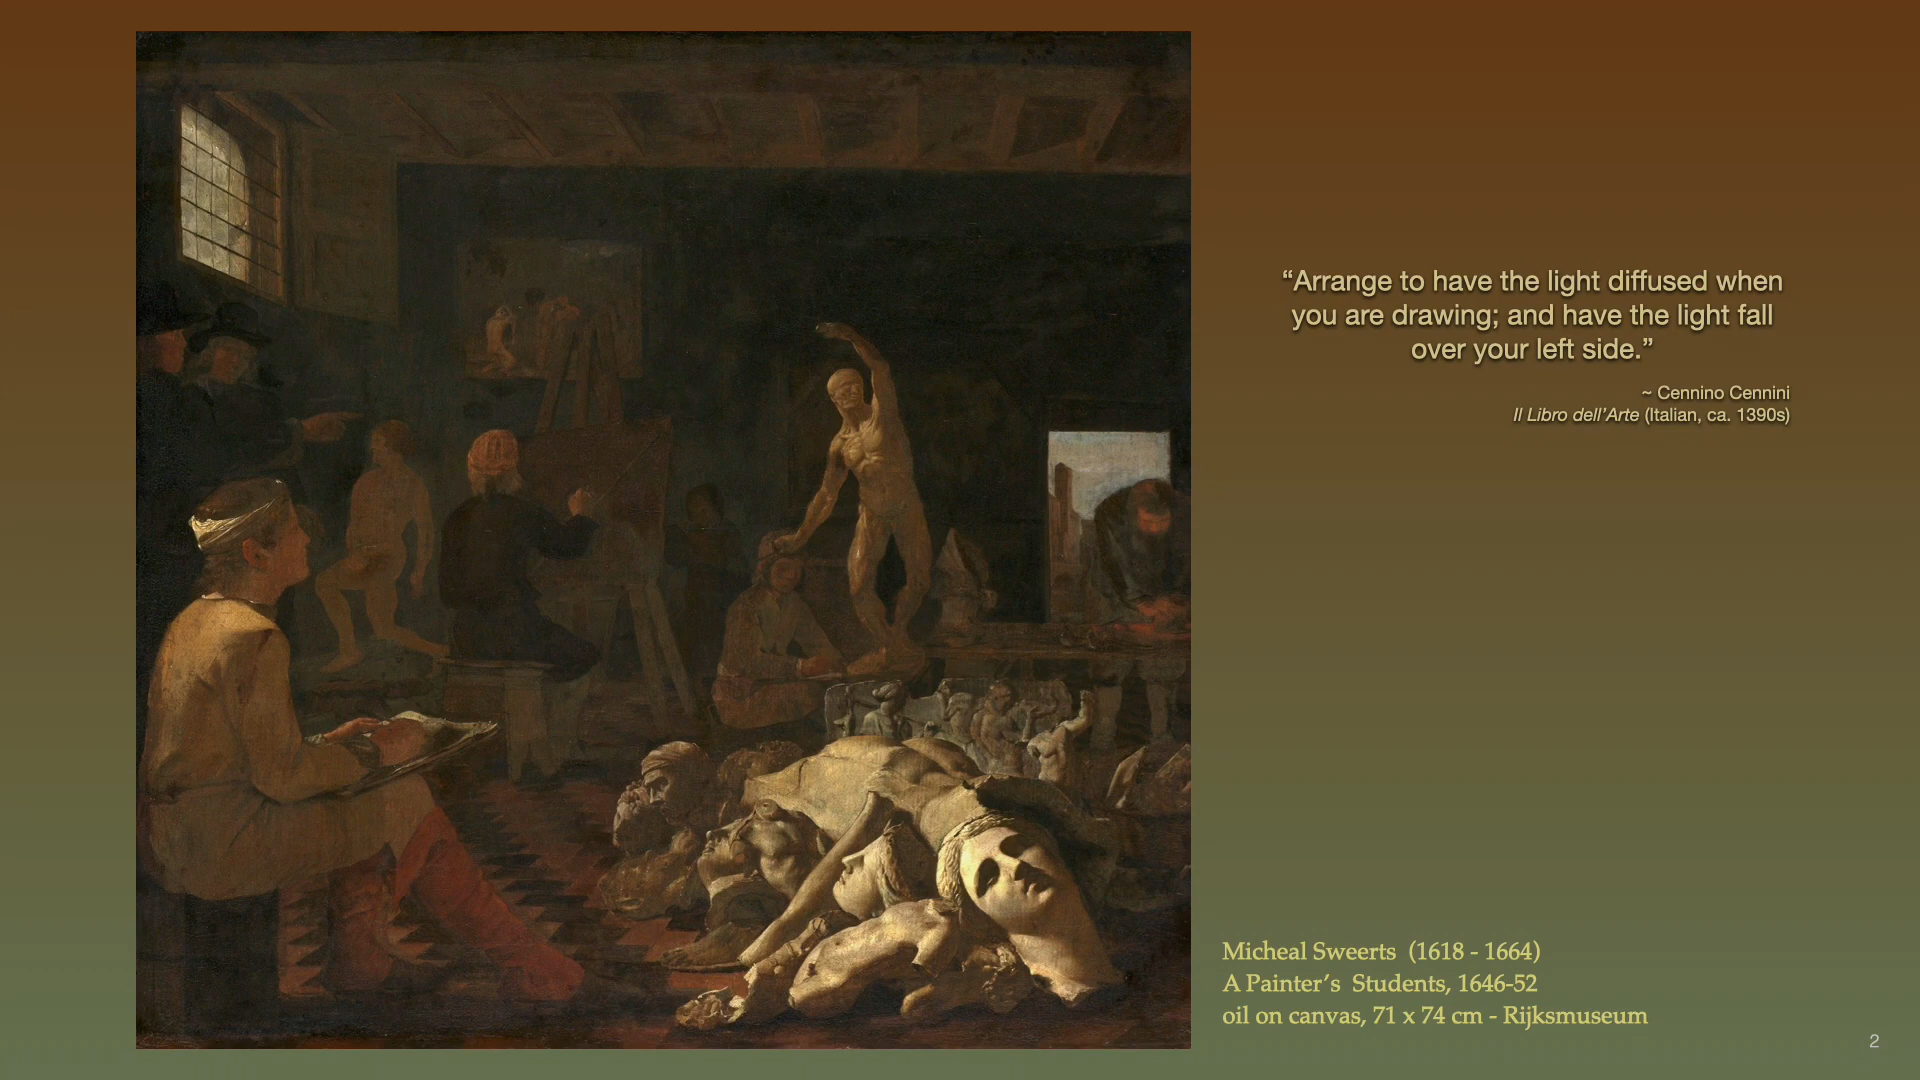 “Arrange to have the light diffused when
you are drawing; and have the light fall
over your left side.”
~ Cennino Cennini
Il Libro dell’Arte (Italian, ca. 1390s)
Micheal Sweerts (1618 - 1664)
A Painter’s Students, 1646-52
oil on canvas, 71 x 74 cm - Rijksmuseum
2